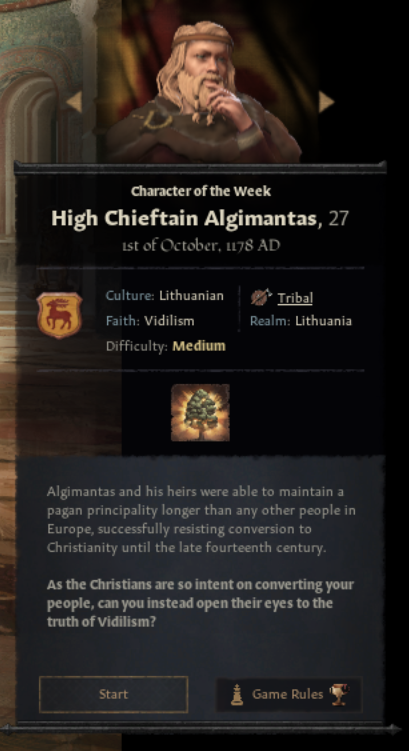 Character of the Week
High Chieftain Algimantas, 27
1st of October, 1178 AD
Culture: Lithuanian
Tribal
Faith: Vidilism
Realm: Lithuania
Difficulty: Medium
Algimantas and his heirs were able to maintain a
pagan principality longer than any other people in
Europe, successfully resisting conversion to
Christianity until the late fourteenth century.
As the Christians are so intent on converting your
people, can you instead open their eyes to the
truth of Vidilism?
Start
Game Rules